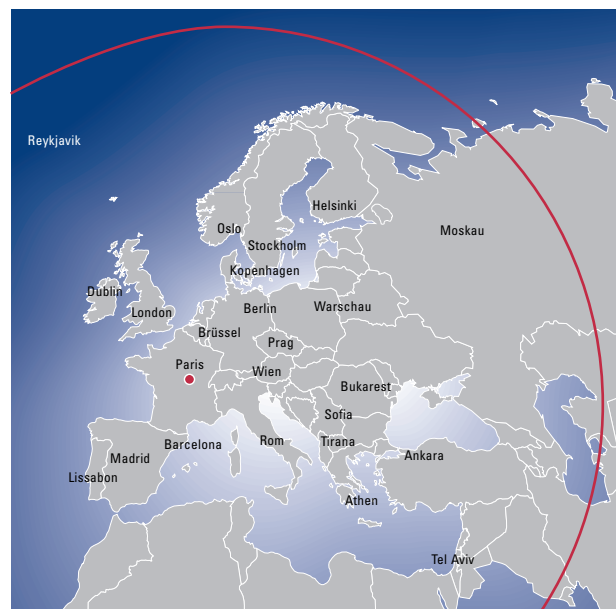 Reykjavik
Helsinki
Oslo
Moskau
Stockholm
Kopenhagen
Dublin
London
Berlin
Warschau
Brüssel
Prag
Paris
Wien
Bukarest
Sofia
Barcelona
Rom
Tirana
Madrid
Ankara
Lissabon
Athen
Tel Aviv